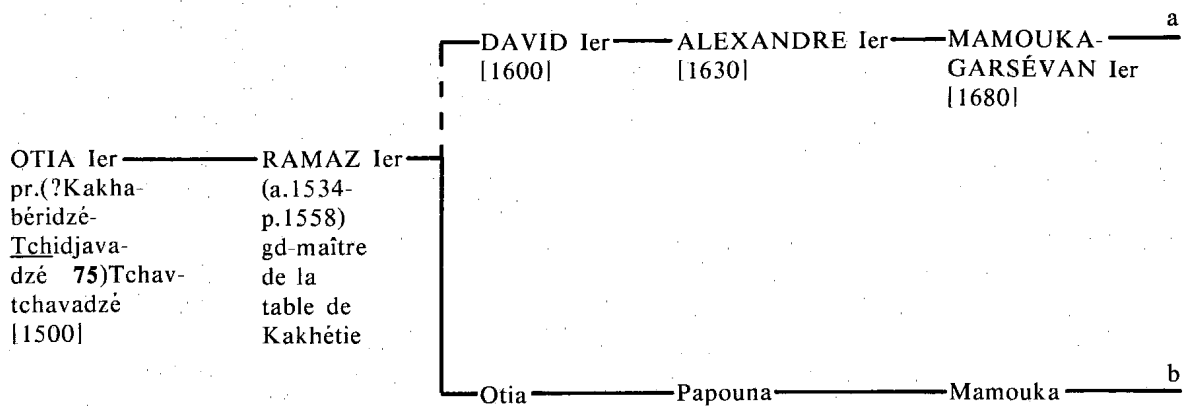 a
DAVID Ier ALEXANDRE Ier MAMOUKA-
[1600] [1630] GARSÉVAN Ier
[1680]
OTIA Ier RAMAZ Ier
pr.(?Kakha- (a.1534-
béridzé- p.1558)
Tchidjava- gd-maître
dzé 75)Tchav- de la
tchavadzé table de
[1500] Kakhétie
b
Otia Papouna Mamouka